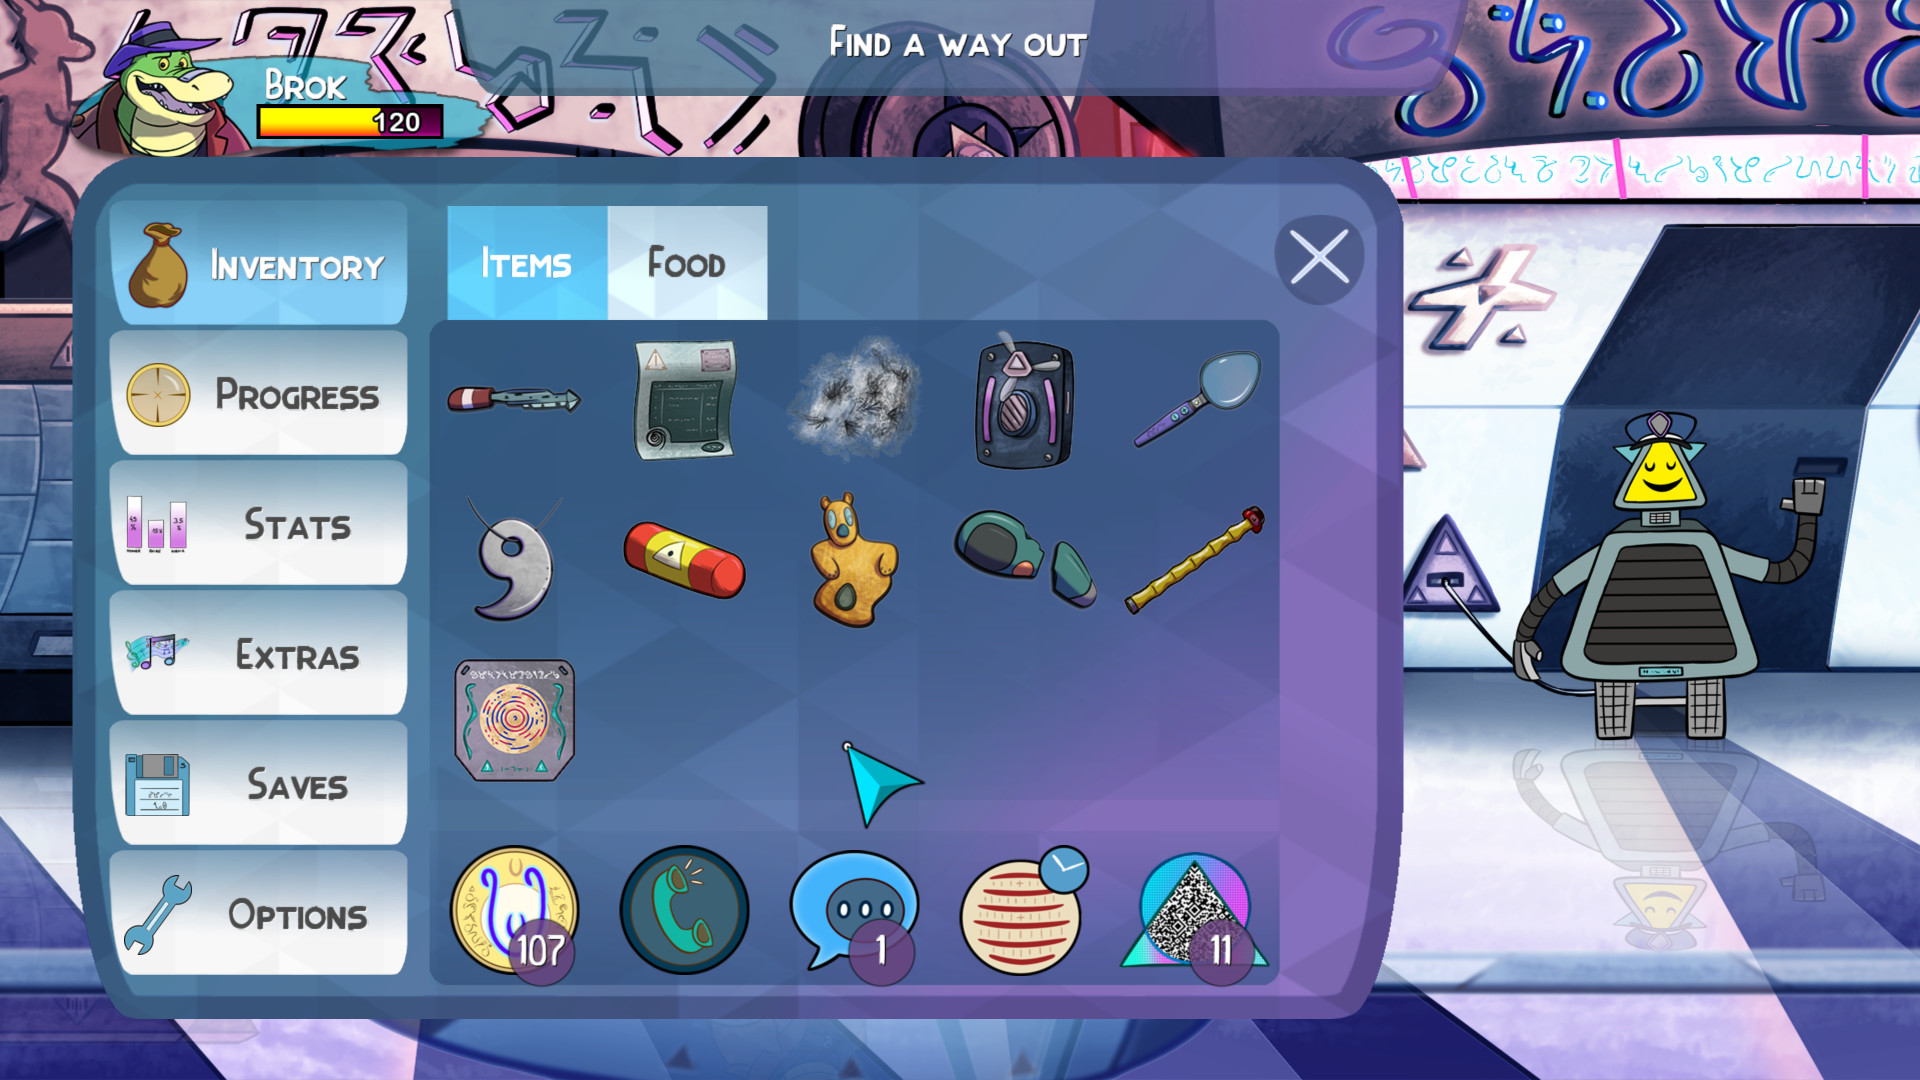 FIND A WAY OUT
BROK
120
INVENTORY
ITEMS
FOOD
PROGRESS
STATS
EXTRAS
SAVES
OPTIONS
107
1
11